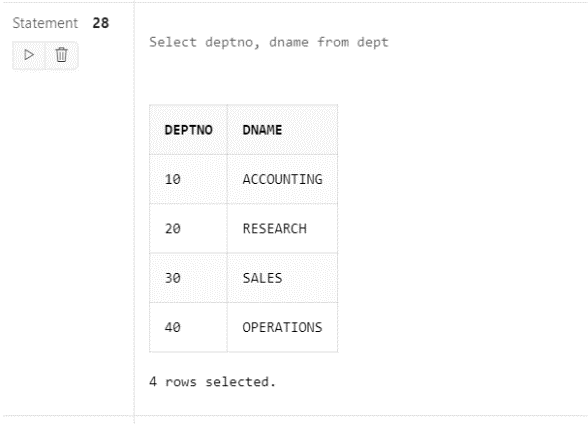 Statement 28
Select deptno, dname from dept
DEPTNO DNAME
10 ACCOUNTING
20 RESEARCH
30 SALES
40 OPERATIONS
4 rows selected.